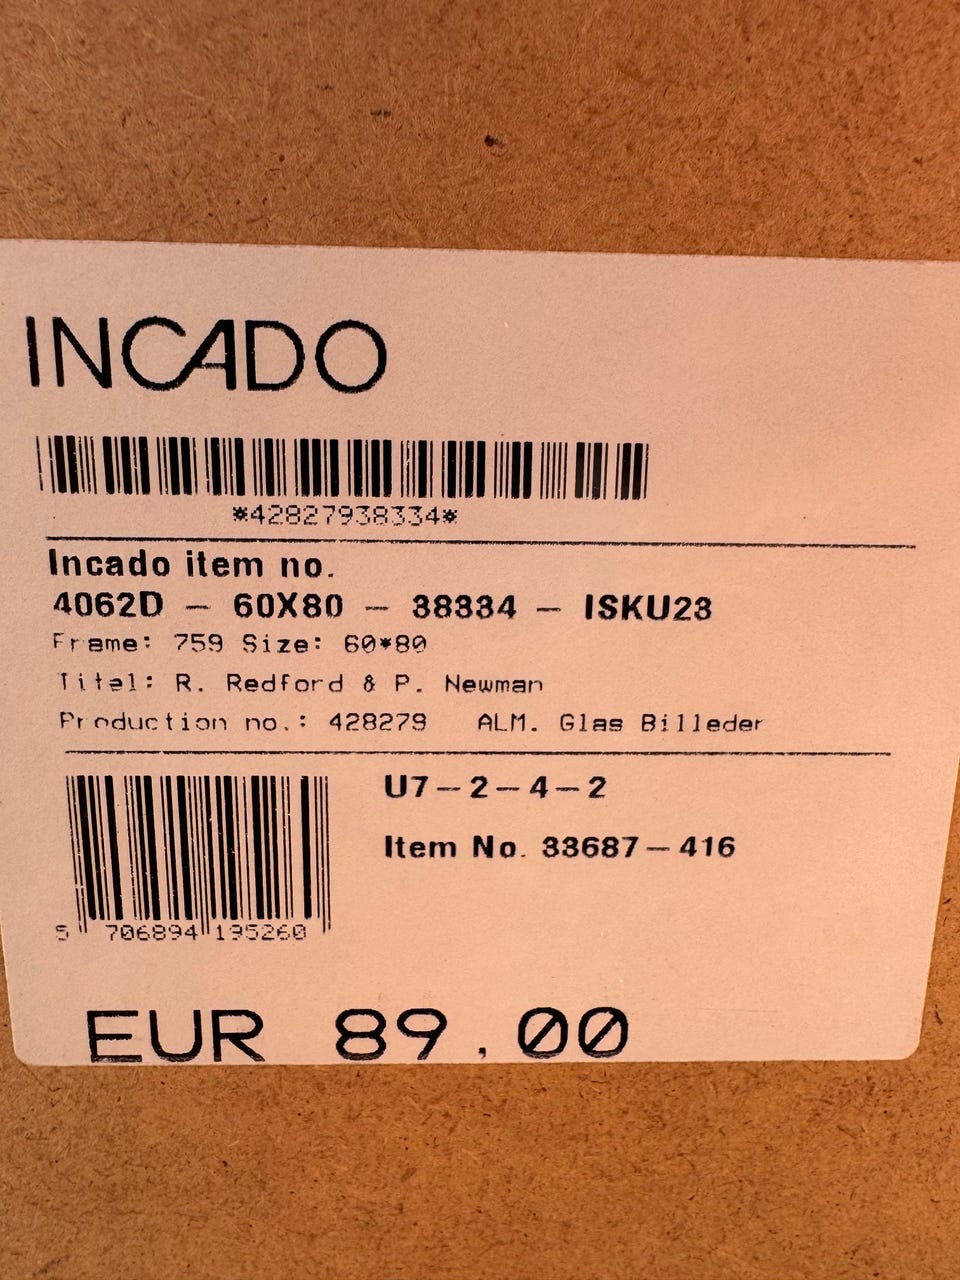 INCADO
*42827938334*
Incado item no.
4062D - 60X80 - 38334 - ISKU23
Frame: 759 Size: 60*80
Titel: R. Redford & P. Newman
Production no.: 428279 ALM. Glas Billeder
U7-2-4-2
Item No. 33687-416
5 706894 195260
EUR 89.00